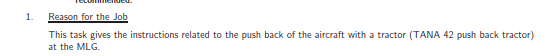 recommended.
1. Reason for the Job
This task gives the instructions related to the push back of the aircraft with a tractor (TANA 42 push back tractor)
at the MLG.